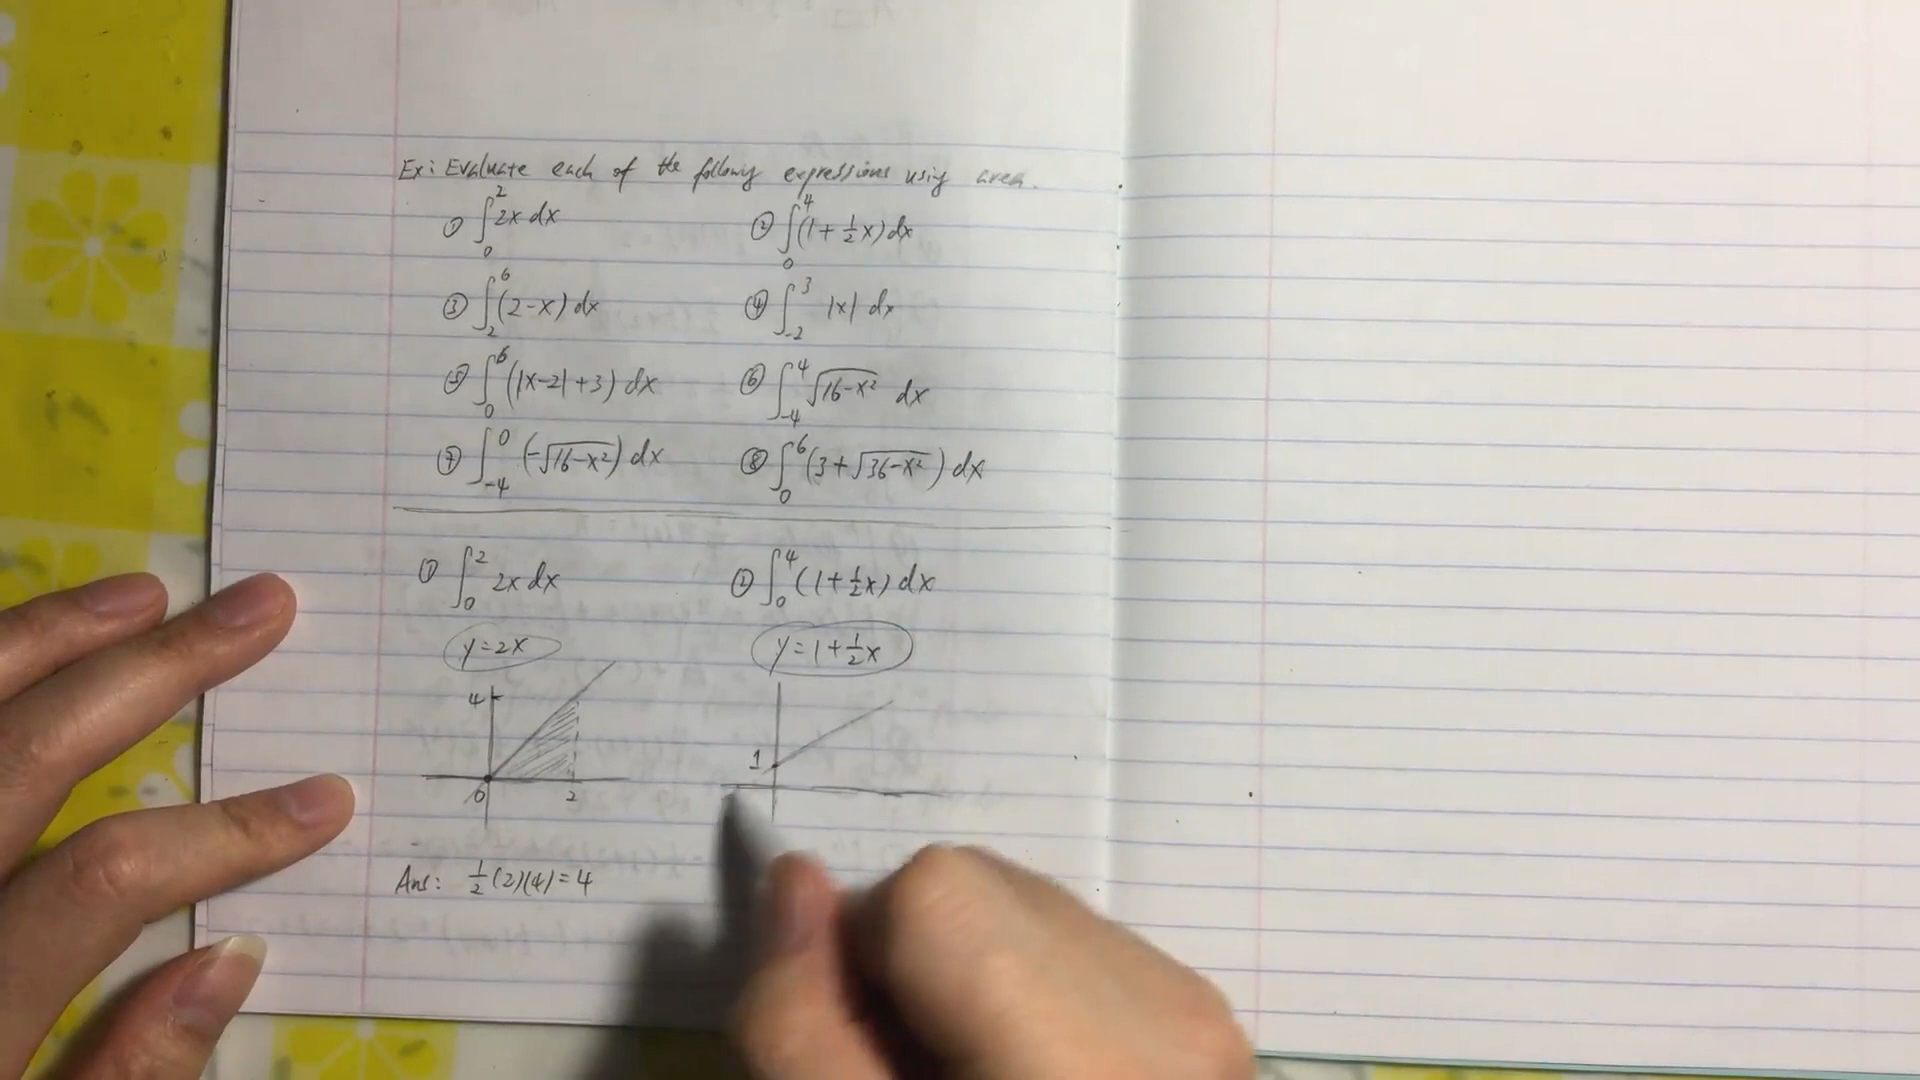 Ex: Evaluate each of the following expressions using area.
① ∫₀² 2x dx
② ∫₀⁴ (1 + ½x) dx
③ ∫₂⁶ (2-x) dx
④ ∫₋₂³ |x| dx
⑤ ∫₀⁶ (|x-2|+3) dx
⑥ ∫₋₄⁴ √(16-x²) dx
⑦ ∫₋₄⁰ (-√(16-x²)) dx
⑧ ∫₀⁶ (3+√(36-x²)) dx
① ∫₀² 2x dx
② ∫₀⁴ (1+½x) dx
y=2x
y=1+½x
4
0
2
1
Ans: ½(2)(4)=4